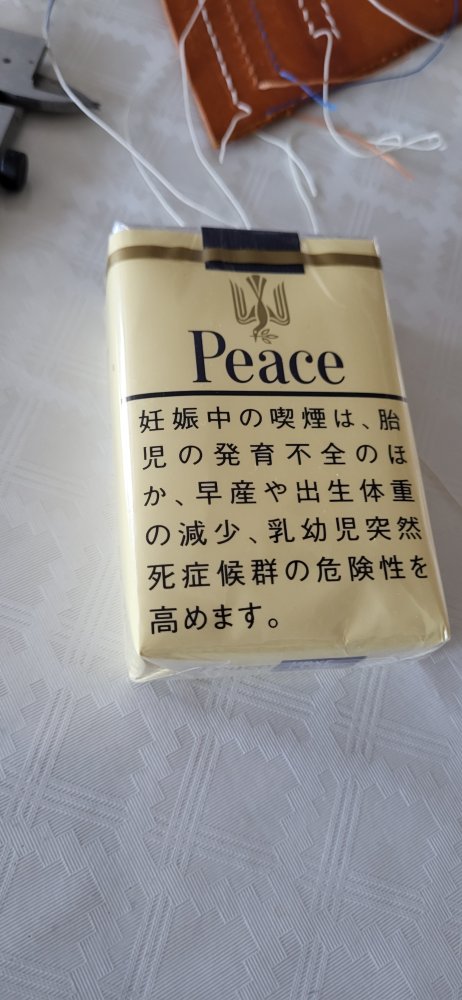 Peace
妊娠中の喫煙は、胎
児の発育不全のほ
か、早産や出生体重
の減少、乳幼児突然
死症候群の危険性を
高めます。